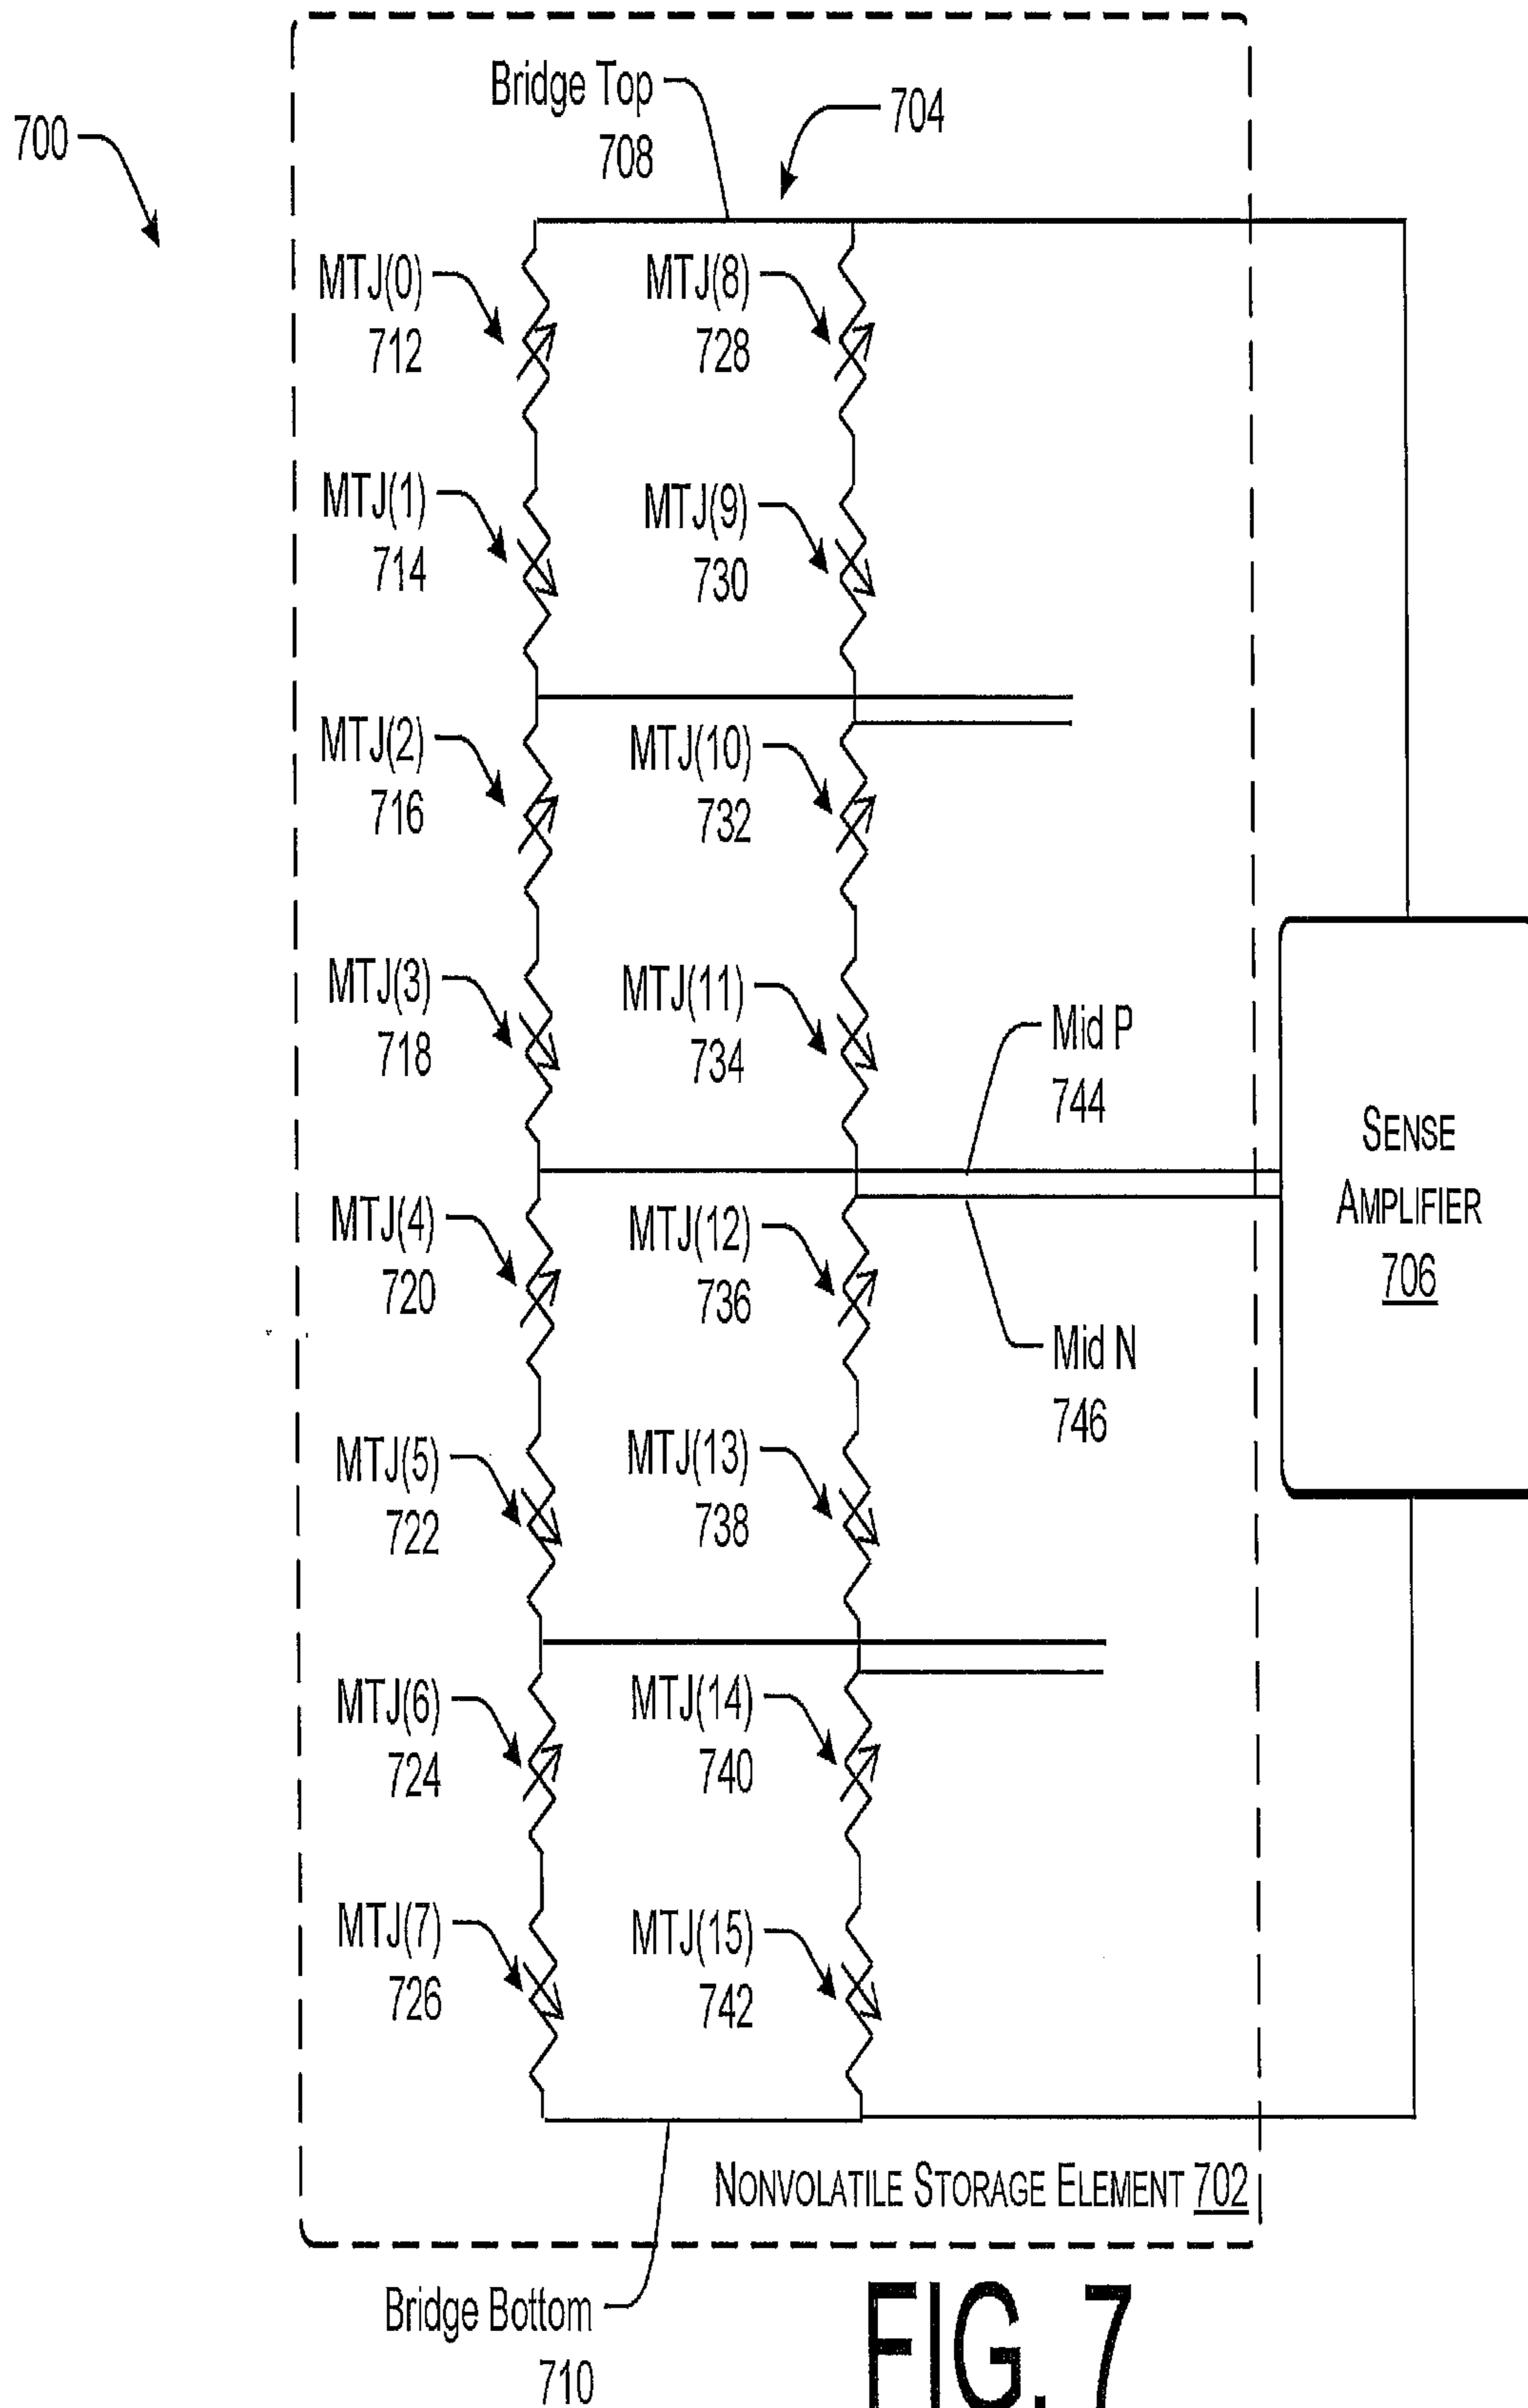 Bridge Top
708
704
700
MTJ(0)
712
MTJ(8)
728
MTJ(1)
714
MTJ(9)
730
MTJ(2)
716
MTJ(10)
732
MTJ(3)
718
MTJ(11)
734
Mid P
744
SENSE
AMPLIFIER
706
MTJ(4)
720
MTJ(12)
736
Mid N
746
MTJ(5)
722
MTJ(13)
738
MTJ(6)
724
MTJ(14)
740
MTJ(7)
726
MTJ(15)
742
NONVOLATILE STORAGE ELEMENT 702
Bridge Bottom
710
FIG. 7